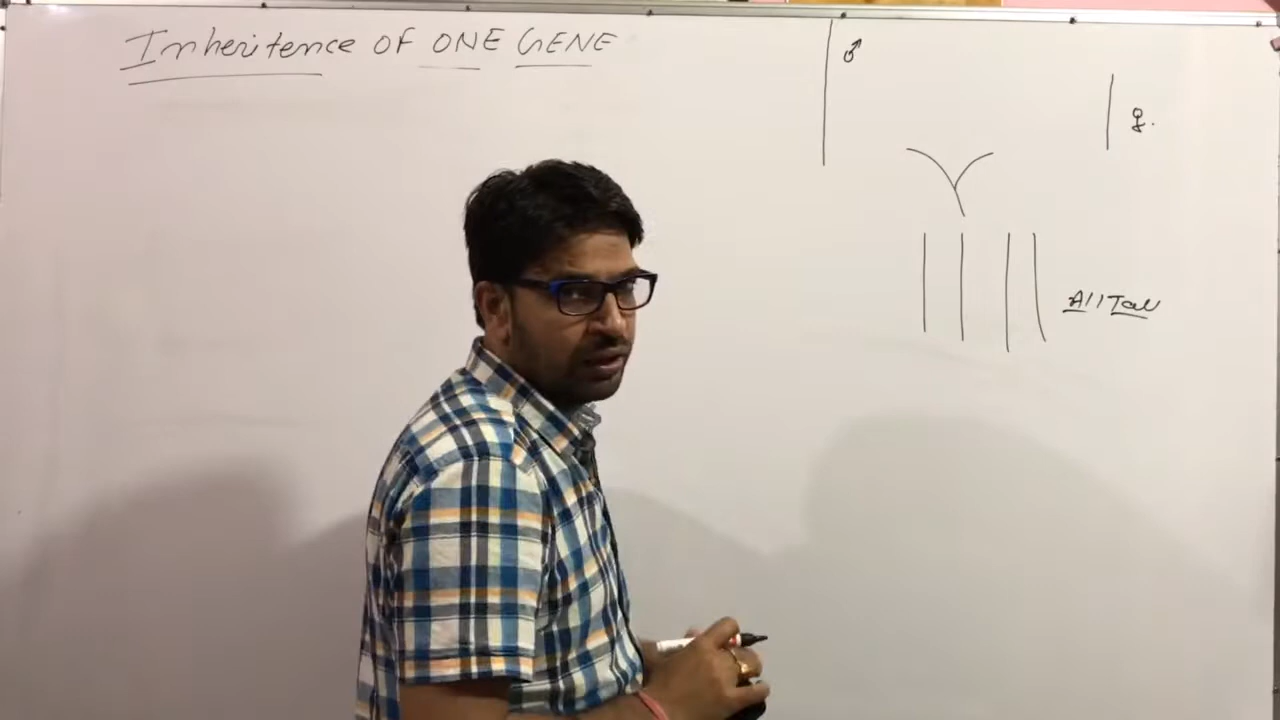 Inheritence OF ONE GENE
♂
♀.
All Tall